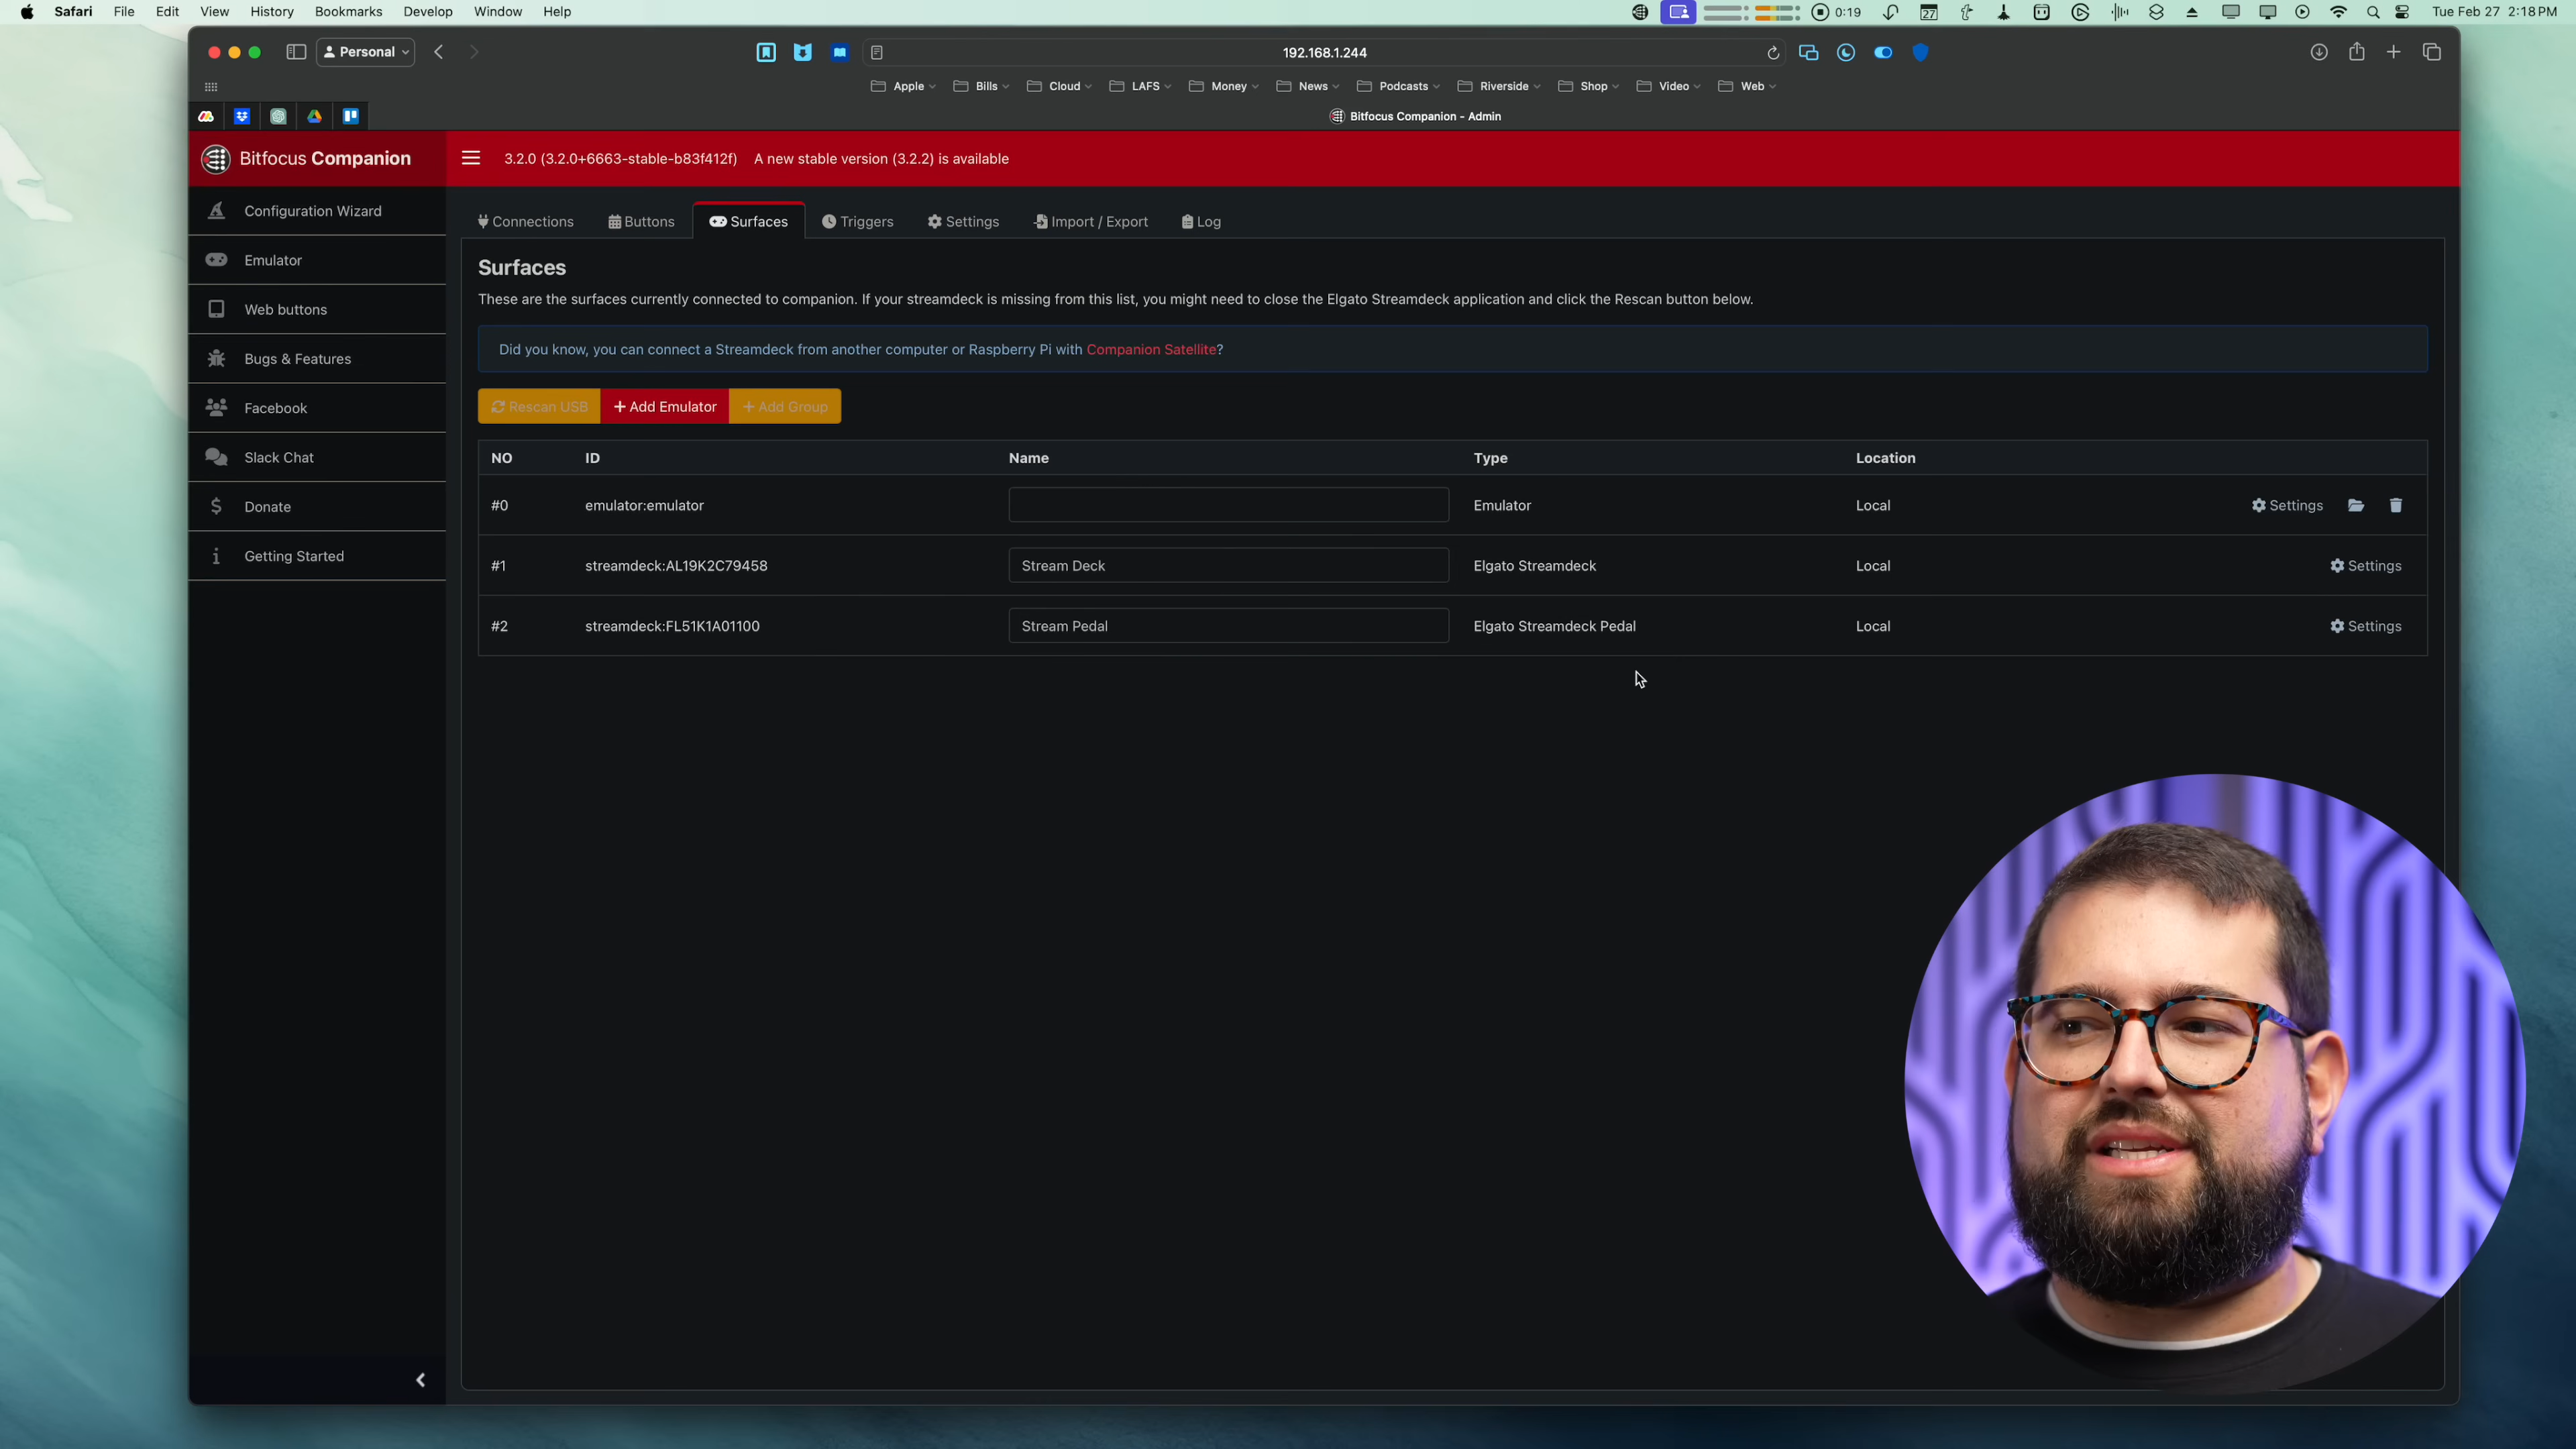 Safari File Edit View History Bookmarks Develop Window Help 0:19 27 Tue Feb 27 2:18 PM
Personal 192.168.1.244
Apple Bills Cloud LAFS Money News Podcasts Riverside Shop Video Web
Bitfocus Companion - Admin
Bitfocus Companion 3.2.0 (3.2.0+6663-stable-b83f412f) A new stable version (3.2.2) is available
Configuration Wizard
Emulator
Web buttons
Bugs & Features
Facebook
Slack Chat
Donate
Getting Started
Connections Buttons Surfaces Triggers Settings Import / Export Log
Surfaces
These are the surfaces currently connected to companion. If your streamdeck is missing from this list, you might need to close the Elgato Streamdeck application and click the Rescan button below.
Did you know, you can connect a Streamdeck from another computer or Raspberry Pi with Companion Satellite?
Rescan USB + Add Emulator + Add Group
NO ID Name Type Location
#0 emulator:emulator Emulator Local Settings
#1 streamdeck:AL19K2C79458 Stream Deck Elgato Streamdeck Local Settings
#2 streamdeck:FL51K1A01100 Stream Pedal Elgato Streamdeck Pedal Local Settings